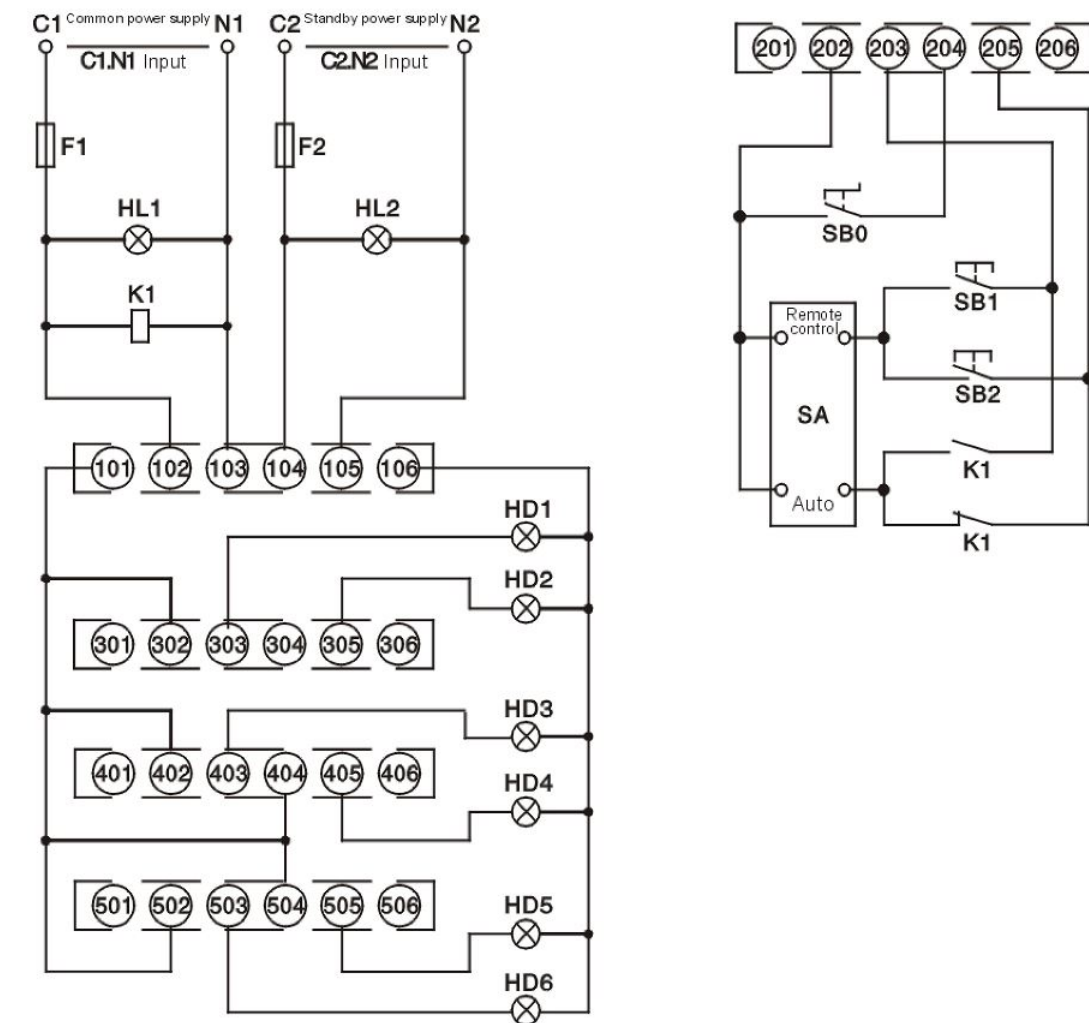 C1 Common power supply N1 C2 Standby power supply N2
C1.N1 Input C2.N2 Input
F1 F2
HL1 HL2
K1
101 102 103 104 105 106
HD1
HD2
301 302 303 304 305 306
HD3
401 402 403 404 405 406
HD4
501 502 503 504 505 506
HD5
HD6
201 202 203 204 205 206
SB0
SB1
Remote
control
SB2
SA
K1
Auto
K1